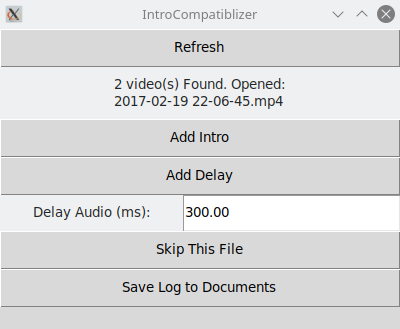 IntroCompatiblizer
Refresh
2 video(s) Found. Opened:
2017-02-19 22-06-45.mp4
Add Intro
Add Delay
Delay Audio (ms): 300.00
Skip This File
Save Log to Documents